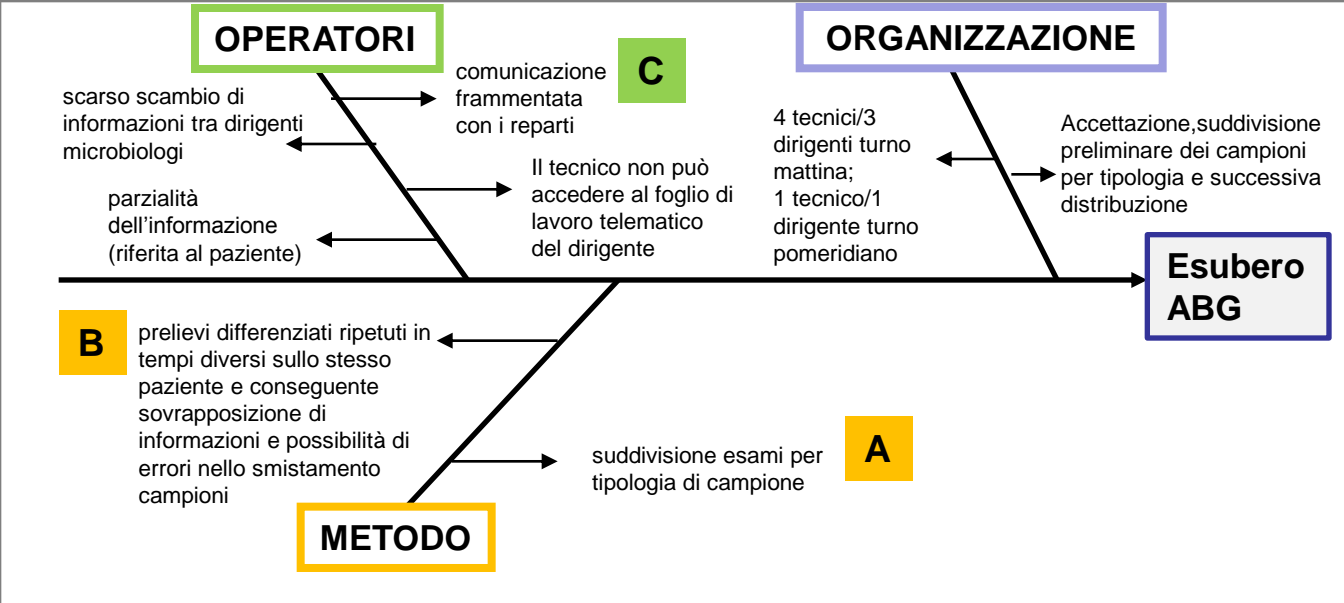 OPERATORI
ORGANIZZAZIONE
comunicazione
frammentata
con i reparti
C
scarso scambio di
informazioni tra dirigenti
microbiologi
Il tecnico non può
accedere al foglio di
lavoro telematico
del dirigente
parzialità
dell’informazione
(riferita al paziente)
4 tecnici/3
dirigenti turno
mattina;
1 tecnico/1
dirigente turno
pomeridiano
Accettazione,suddivisione
preliminare dei campioni
per tipologia e successiva
distribuzione
Esubero
ABG
B
prelievi differenziati ripetuti in
tempi diversi sullo stesso
paziente e conseguente
sovrapposizione di
informazioni e possibilità di
errori nello smistamento
campioni
suddivisione esami per
tipologia di campione
A
METODO